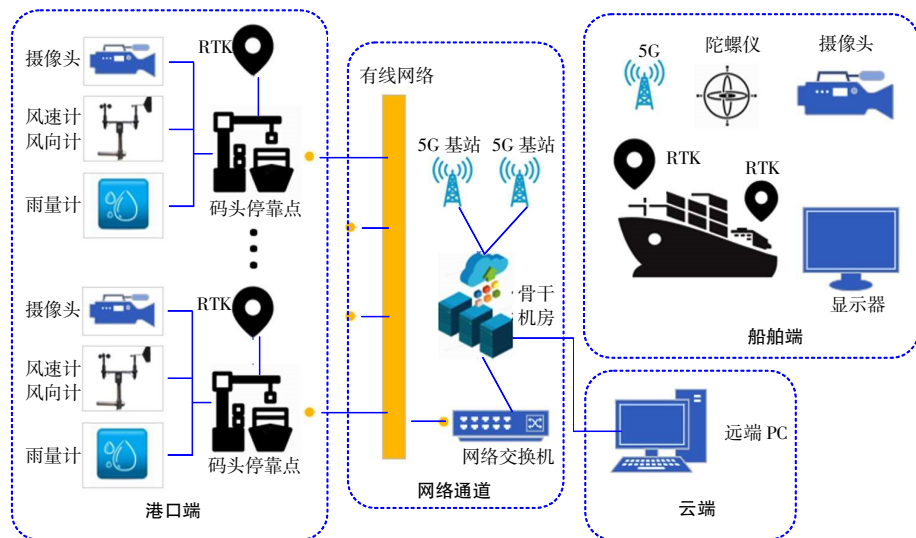 RTK
摄像头
风速计
风向计
雨量计
码头停靠点
RTK
摄像头
风速计
风向计
雨量计
码头停靠点
港口端
有线网络
5G 基站
5G 基站
骨干
机房
网络交换机
网络通道
5G
陀螺仪
摄像头
RTK
RTK
显示器
船舶端
远端 PC
云端